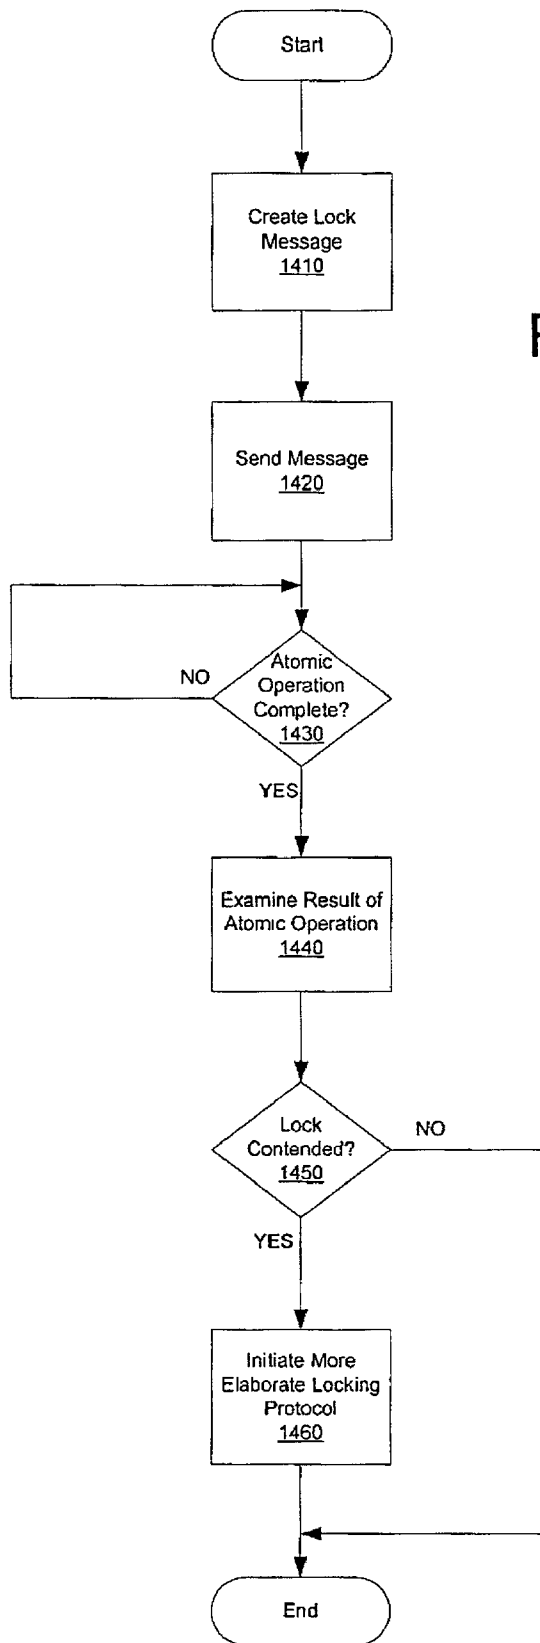 Start
Create Lock
Message
1410
Send Message
1420
Atomic
Operation
Complete?
1430
NO
YES
Examine Result of
Atomic Operation
1440
Lock
Contended?
1450
NO
YES
Initiate More
Elaborate Locking
Protocol
1460
End